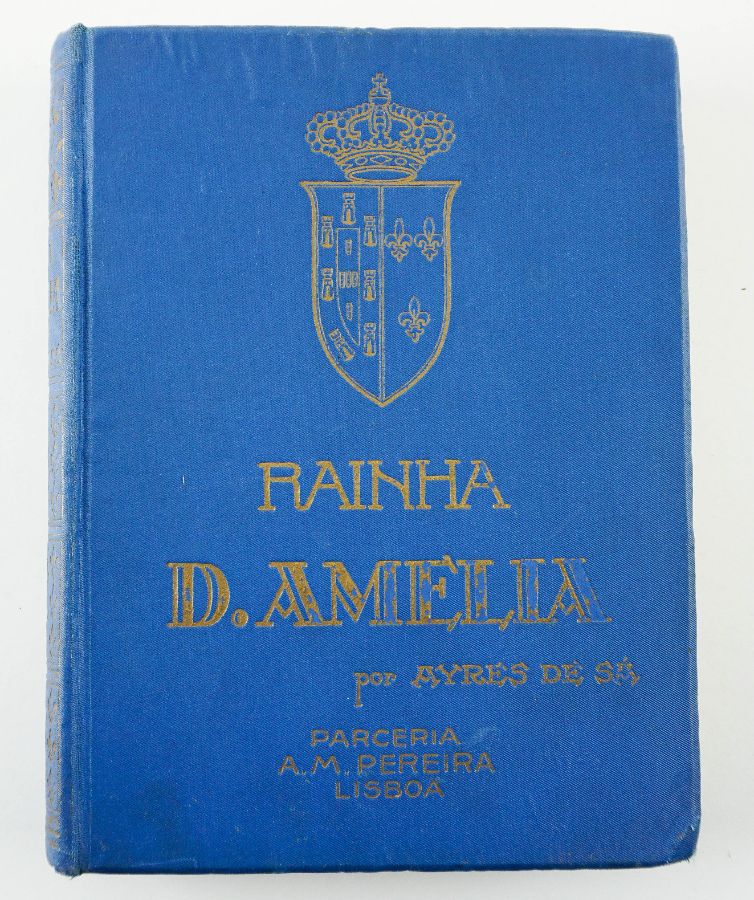 RAINHA
D. AMELIA
por AYRES DE SÁ
PARCERIA
A. M. PEREIRA
LISBOA